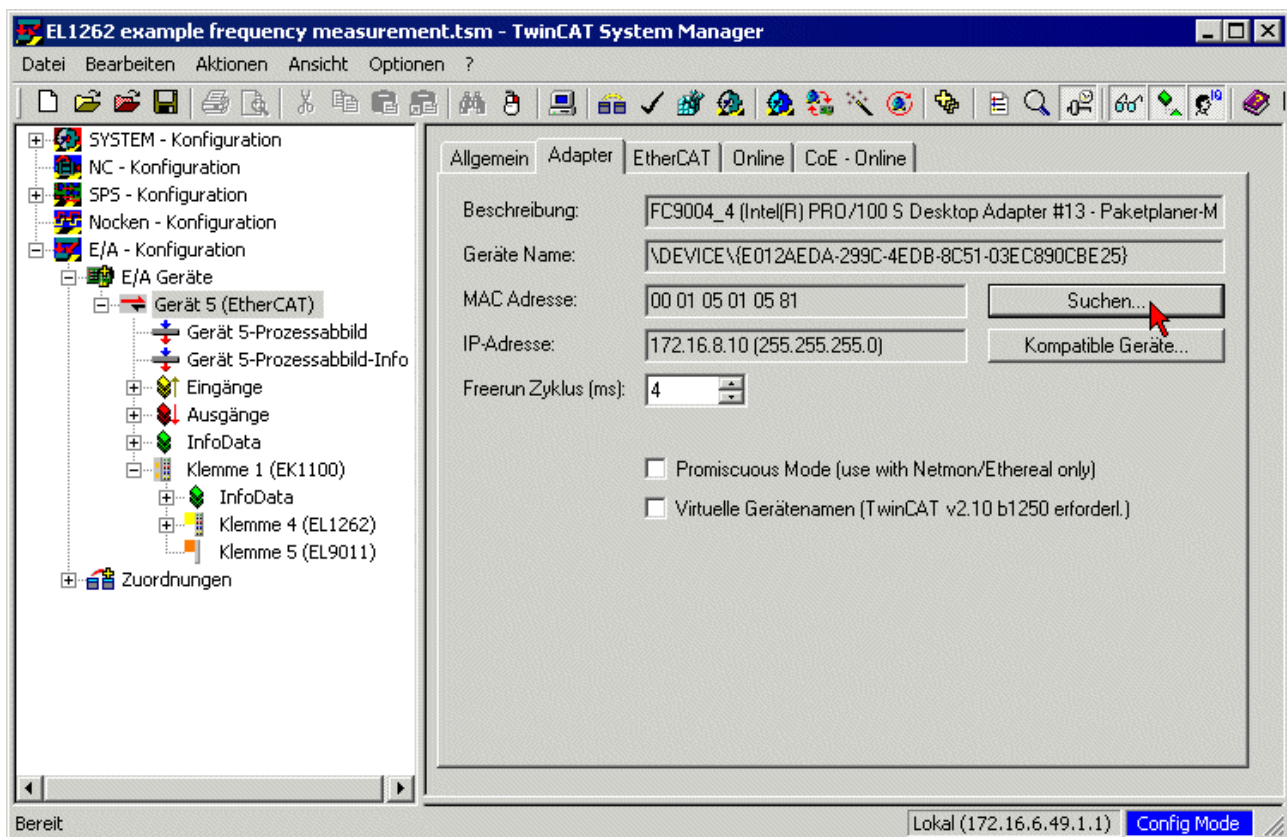 EL1262 example frequency measurement.tsm - TwinCAT System Manager
Datei Bearbeiten Aktionen Ansicht Optionen ?
SYSTEM - Konfiguration
NC - Konfiguration
SPS - Konfiguration
Nocken - Konfiguration
E/A - Konfiguration
E/A Geräte
Gerät 5 (EtherCAT)
Gerät 5-Prozessabbild
Gerät 5-Prozessabbild-Info
Eingänge
Ausgänge
InfoData
Klemme 1 (EK1100)
InfoData
Klemme 4 (EL1262)
Klemme 5 (EL9011)
Zuordnungen
Allgemein Adapter EtherCAT Online CoE - Online
Beschreibung: FC9004_4 (Intel(R) PRO/100 S Desktop Adapter #13 - Paketplaner-M
Geräte Name: \DEVICE\{E012AEDA-299C-4EDB-8C51-03EC890CBE25}
MAC Adresse: 00 01 05 01 05 81 Suchen...
IP-Adresse: 172.16.8.10 (255.255.255.0) Kompatible Geräte...
Freerun Zyklus (ms): 4
Promiscuous Mode (use with Netmon/Ethereal only)
Virtuelle Gerätenamen (TwinCAT v2.10 b1250 erforderl.)
Bereit Lokal (172.16.6.49.1.1) Config Mode